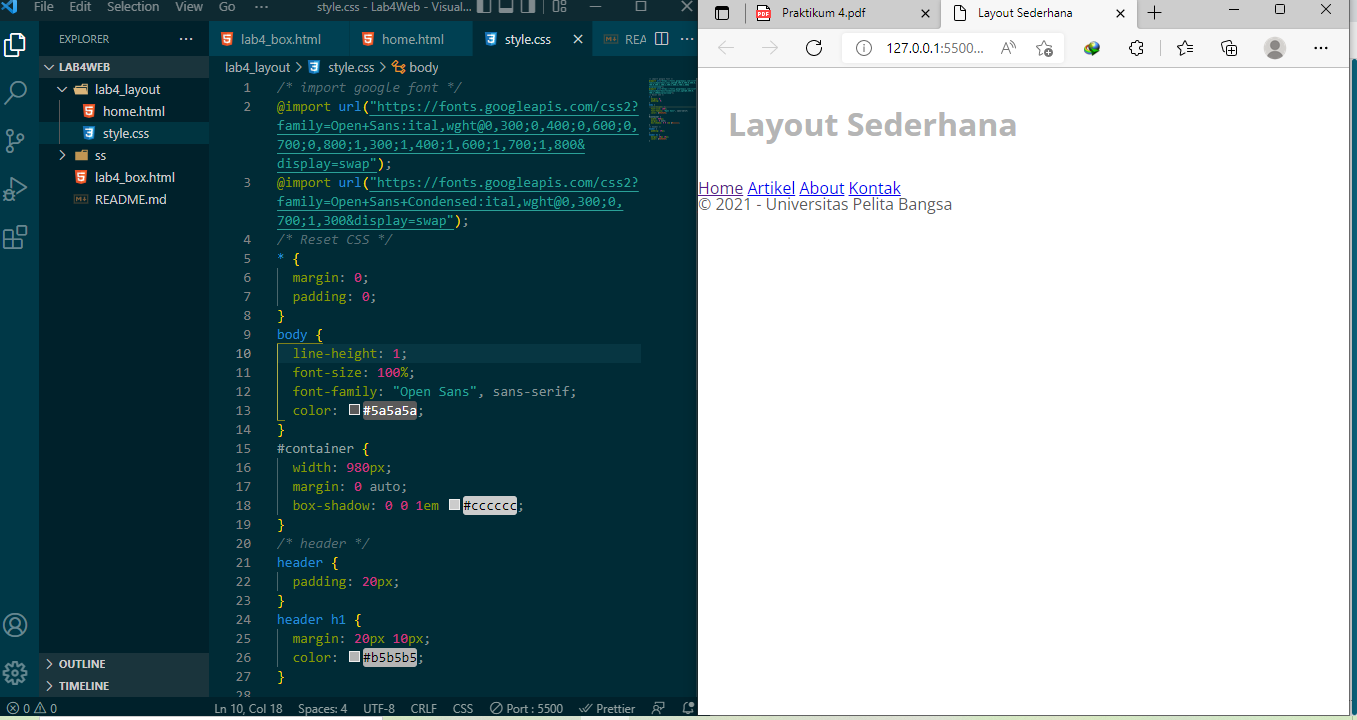 File Edit Selection View Go ··· style.css - Lab4Web - Visual...
EXPLORER ···
LAB4WEB
lab4_layout
home.html
style.css
ss
lab4_box.html
README.md
OUTLINE
TIMELINE
lab4_box.html home.html style.css REA ···
lab4_layout > style.css > body
1 /* import google font */
2 @import url("https://fonts.googleapis.com/css2?
family=Open+Sans:ital,wght@0,300;0,400;0,600;0,
700;0,800;1,300;1,400;1,600;1,700;1,800&
display=swap");
3 @import url("https://fonts.googleapis.com/css2?
family=Open+Sans+Condensed:ital,wght@0,300;0,
700;1,300&display=swap");
4 /* Reset CSS */
5 * {
6 margin: 0;
7 padding: 0;
8 }
9 body {
10 line-height: 1;
11 font-size: 100%;
12 font-family: "Open Sans", sans-serif;
13 color: #5a5a5a;
14 }
15 #container {
16 width: 980px;
17 margin: 0 auto;
18 box-shadow: 0 0 1em #cccccc;
19 }
20 /* header */
21 header {
22 padding: 20px;
23 }
24 header h1 {
25 margin: 20px 10px;
26 color: #b5b5b5;
27 }
28
0 0 Ln 10, Col 18 Spaces: 4 UTF-8 CRLF CSS Port : 5500 Prettier
PDF Praktikum 4.pdf Layout Sederhana
127.0.0.1:5500...
Layout Sederhana
Home Artikel About Kontak
© 2021 - Universitas Pelita Bangsa